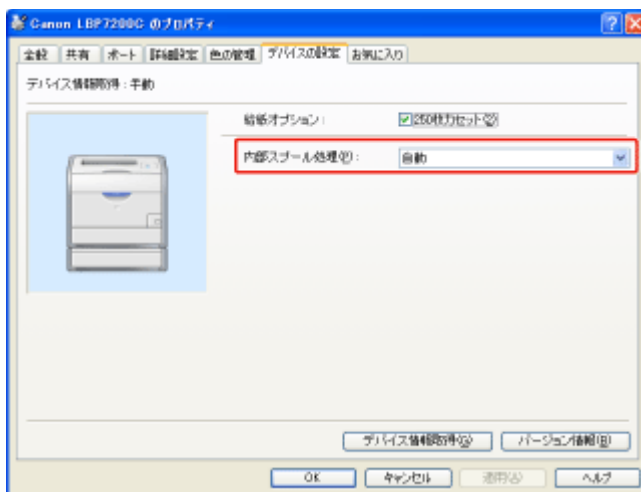 Canon LBP7200C のプロパティ
全般 共有 ポート 詳細設定 色の管理 デバイスの設定 お気に入り
デバイス情報取得：手動
給紙オプション： 250枚カセット(2)
内部スプール処理(P)： 自動
デバイス情報取得(G) バージョン情報(B)
OK キャンセル 適用(A) ヘルプ